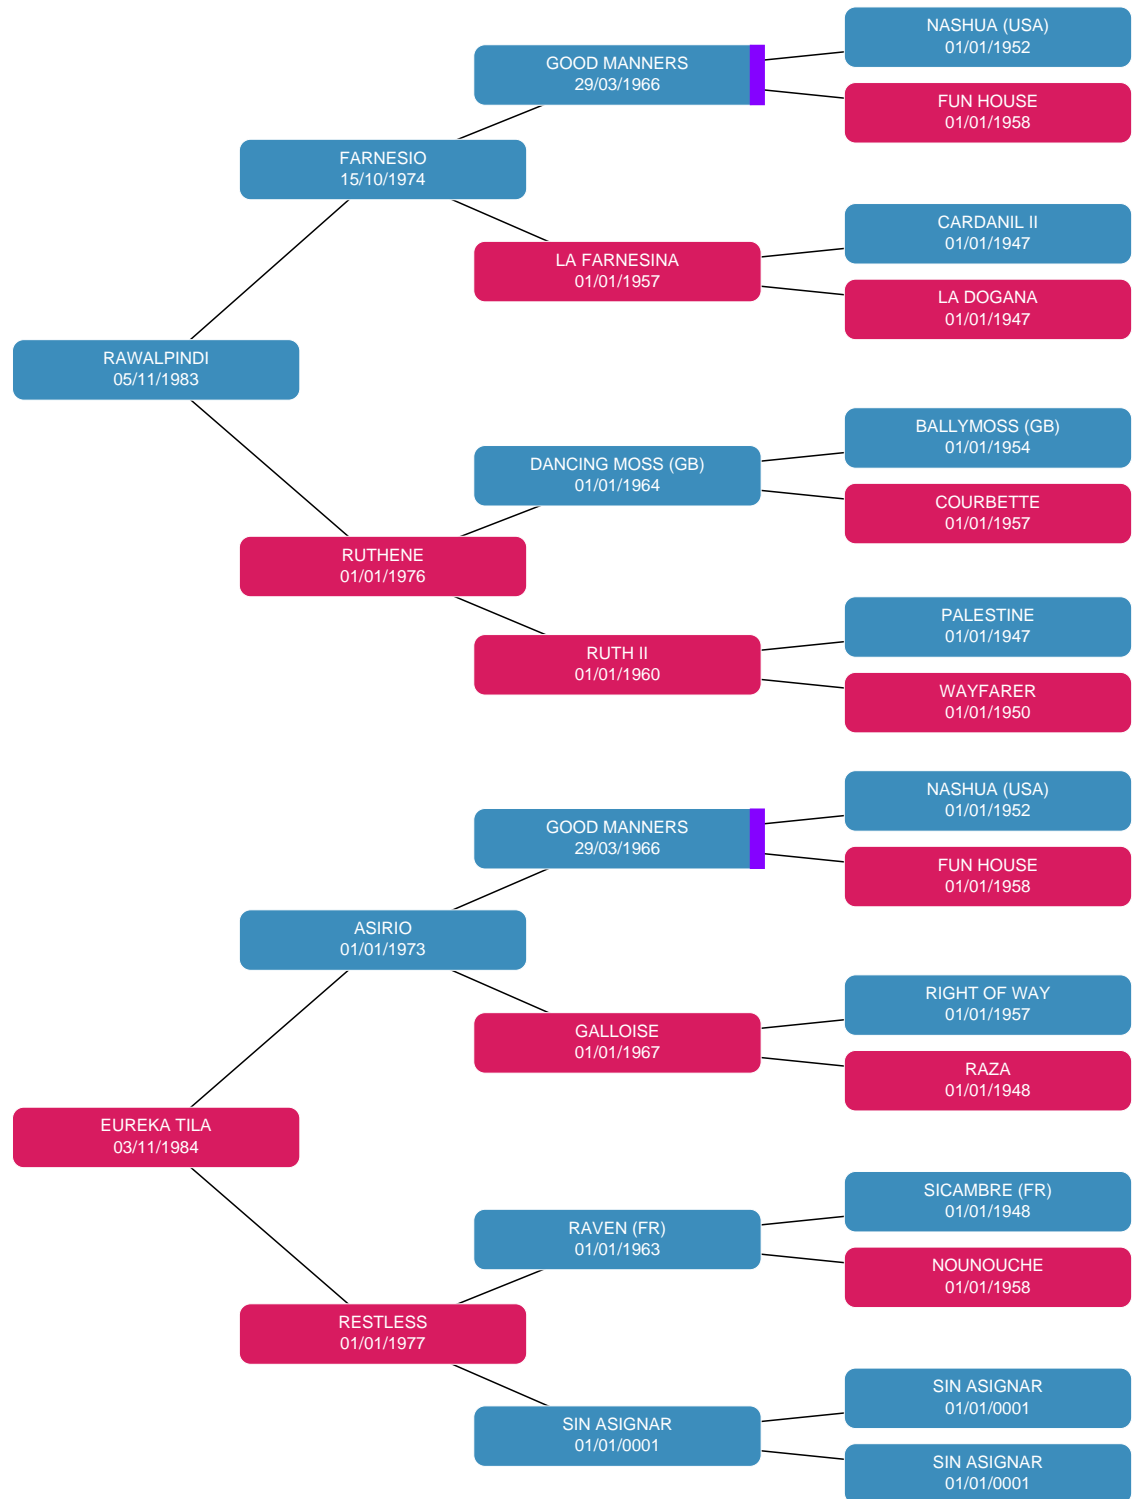 NASHUA (USA)
01/01/1952
GOOD MANNERS
29/03/1966
FUN HOUSE
01/01/1958
FARNESIO
15/10/1974
CARDANIL II
01/01/1947
LA FARNESINA
01/01/1957
LA DOGANA
01/01/1947
RAWALPINDI
05/11/1983
BALLYMOSS (GB)
01/01/1954
DANCING MOSS (GB)
01/01/1964
COURBETTE
01/01/1957
RUTHENE
01/01/1976
PALESTINE
01/01/1947
RUTH II
01/01/1960
WAYFARER
01/01/1950
NASHUA (USA)
01/01/1952
GOOD MANNERS
29/03/1966
FUN HOUSE
01/01/1958
ASIRIO
01/01/1973
RIGHT OF WAY
01/01/1957
GALLOISE
01/01/1967
RAZA
01/01/1948
EUREKA TILA
03/11/1984
SICAMBRE (FR)
01/01/1948
RAVEN (FR)
01/01/1963
NOUNOUCHE
01/01/1958
RESTLESS
01/01/1977
SIN ASIGNAR
01/01/0001
SIN ASIGNAR
01/01/0001
SIN ASIGNAR
01/01/0001